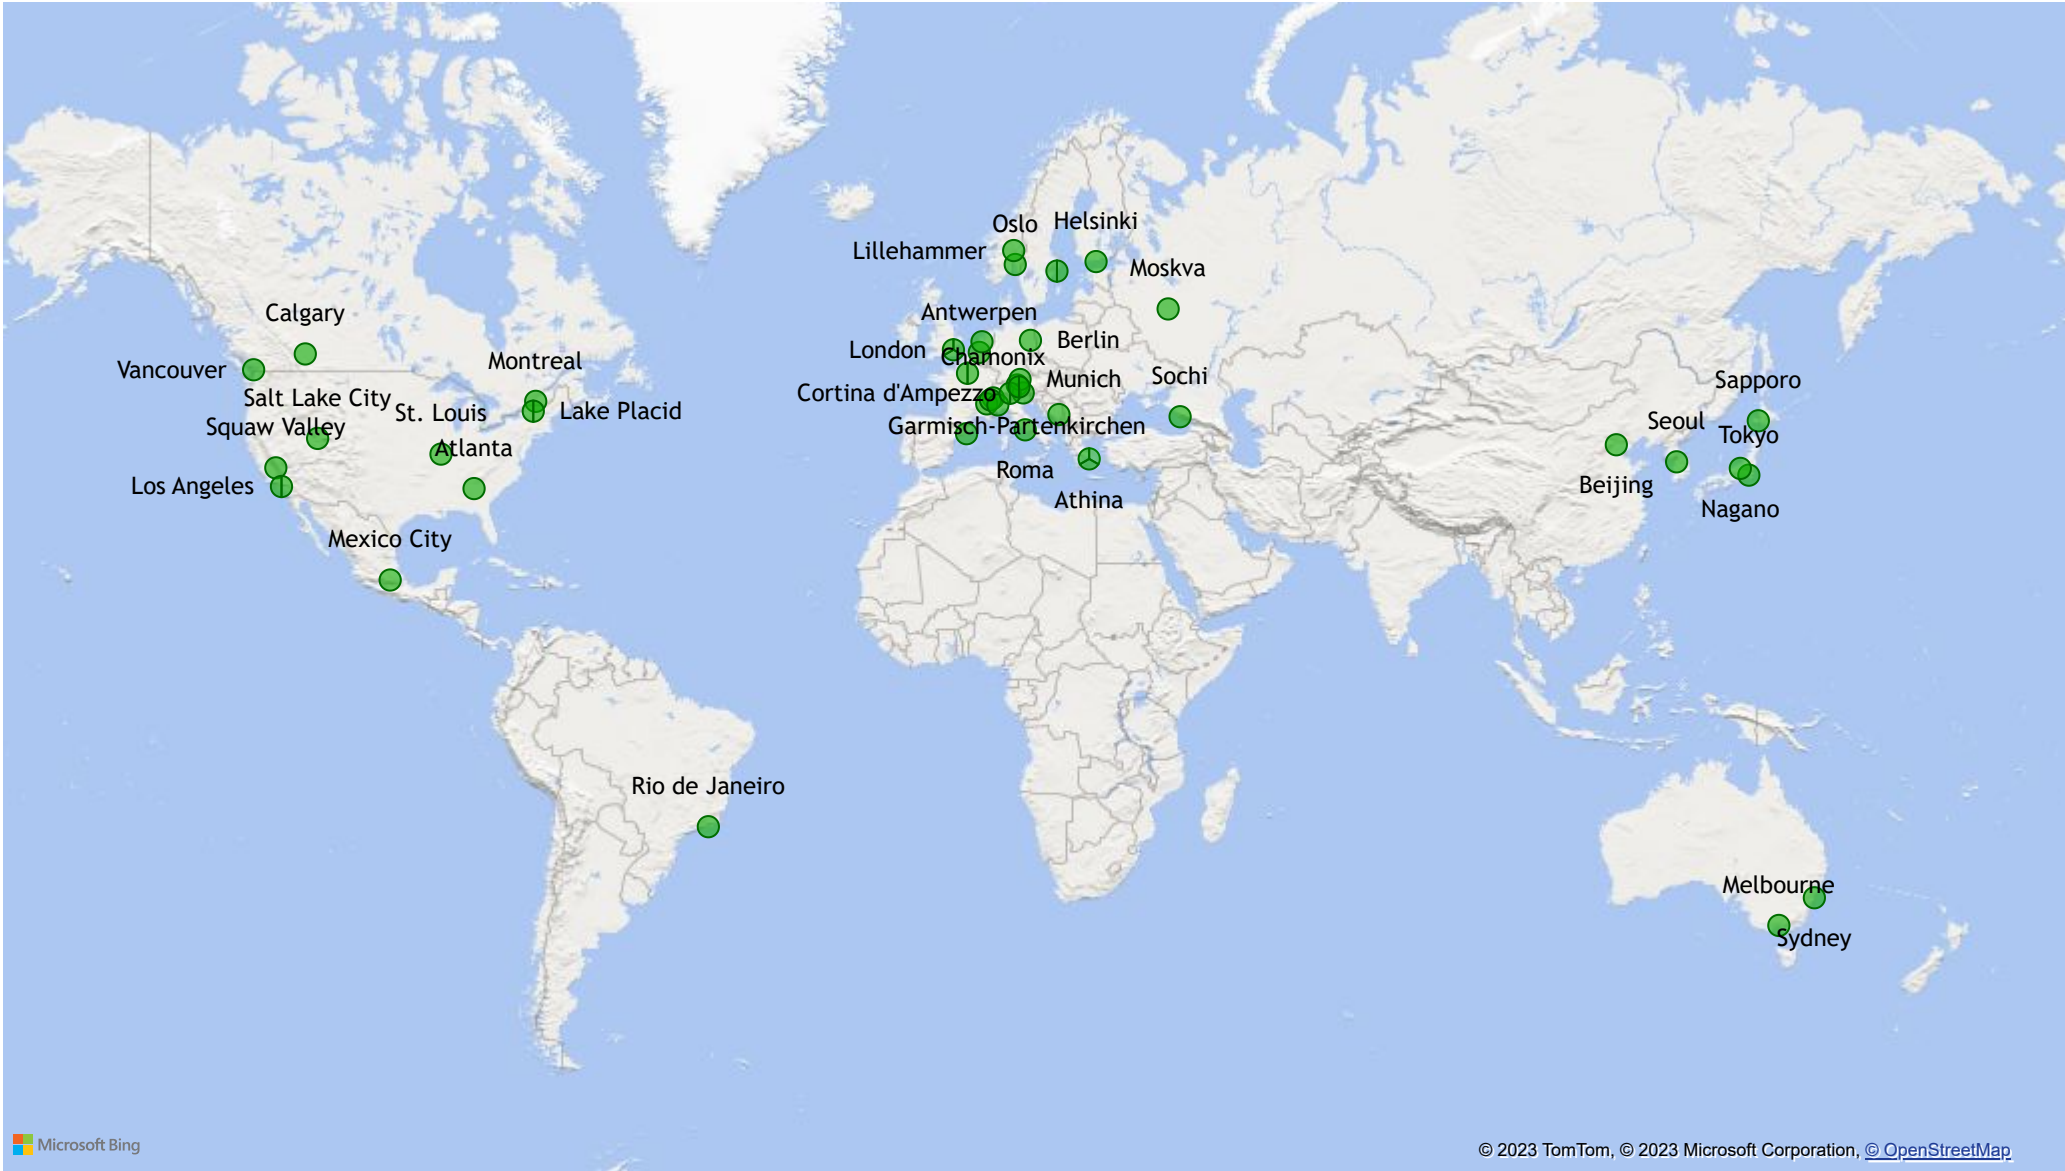 Oslo
Helsinki
Lillehammer
Moskva
Calgary
Antwerpen
Vancouver
Montreal
London
Chamonix
Berlin
Munich
Sochi
Sapporo
Salt Lake City
St. Louis
Lake Placid
Cortina d'Ampezzo
Squaw Valley
Atlanta
Garmisch-Partenkirchen
Seoul
Tokyo
Los Angeles
Roma
Athina
Beijing
Nagano
Mexico City
Rio de Janeiro
Melbourne
Sydney
Microsoft Bing
© 2023 TomTom, © 2023 Microsoft Corporation, © OpenStreetMap